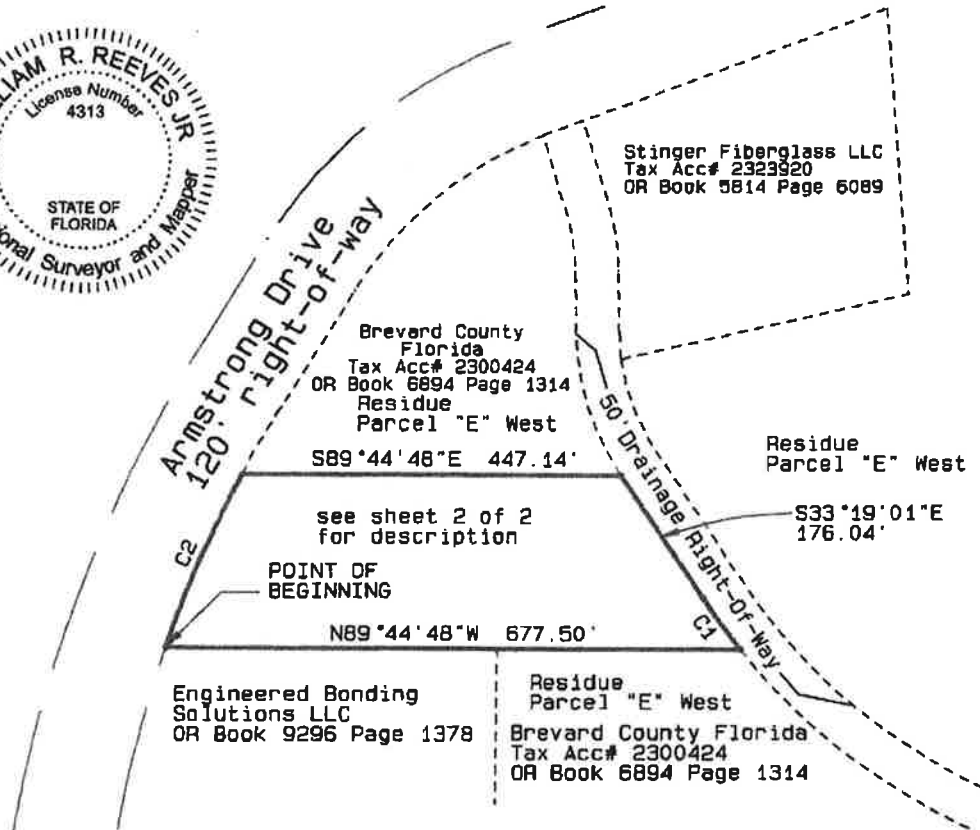 LIAM R. REEVES JR
License Number
4313
STATE OF
FLORIDA
Surveyor and Mapper
Stinger Fiberglass LLC
Tax Acc# 2323920
OR Book 5814 Page 6089
Armstrong Drive
120' right-of-way
Brevard County
Florida
Tax Acc# 2300424
OR Book 6894 Page 1314
Residue
Parcel "E" West
50' Drainage Right-Of-Way
Residue
Parcel "E" West
S89°44'48"E 447.14'
S33°19'01"E
176.04'
see sheet 2 of 2
for description
C2
POINT OF
BEGINNING
C1
N89°44'48"W 677.50'
Engineered Bonding
Solutions LLC
OR Book 9296 Page 1378
Residue
Parcel "E" West
Brevard County Florida
Tax Acc# 2300424
OR Book 6894 Page 1314